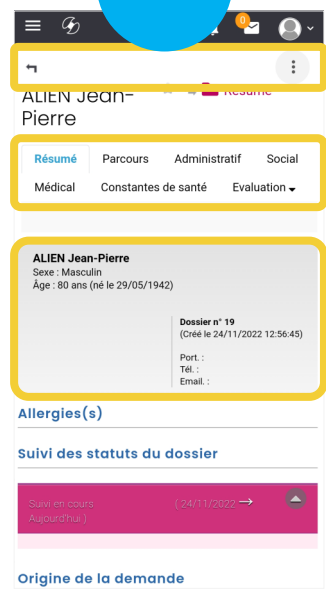 0
ALIEN Jean-
Pierre
Résumé
Résumé Parcours Administratif Social
Médical Constantes de santé Evaluation
ALIEN Jean-Pierre
Sexe : Masculin
Âge : 80 ans (né le 29/05/1942)
Dossier n° 19
(Créé le 24/11/2022 12:56:45)
Port. :
Tél. :
Email. :
Allergies(s)
Suivi des statuts du dossier
Suivi en cours ( 24/11/2022 →
Aujourd'hui )
Origine de la demande